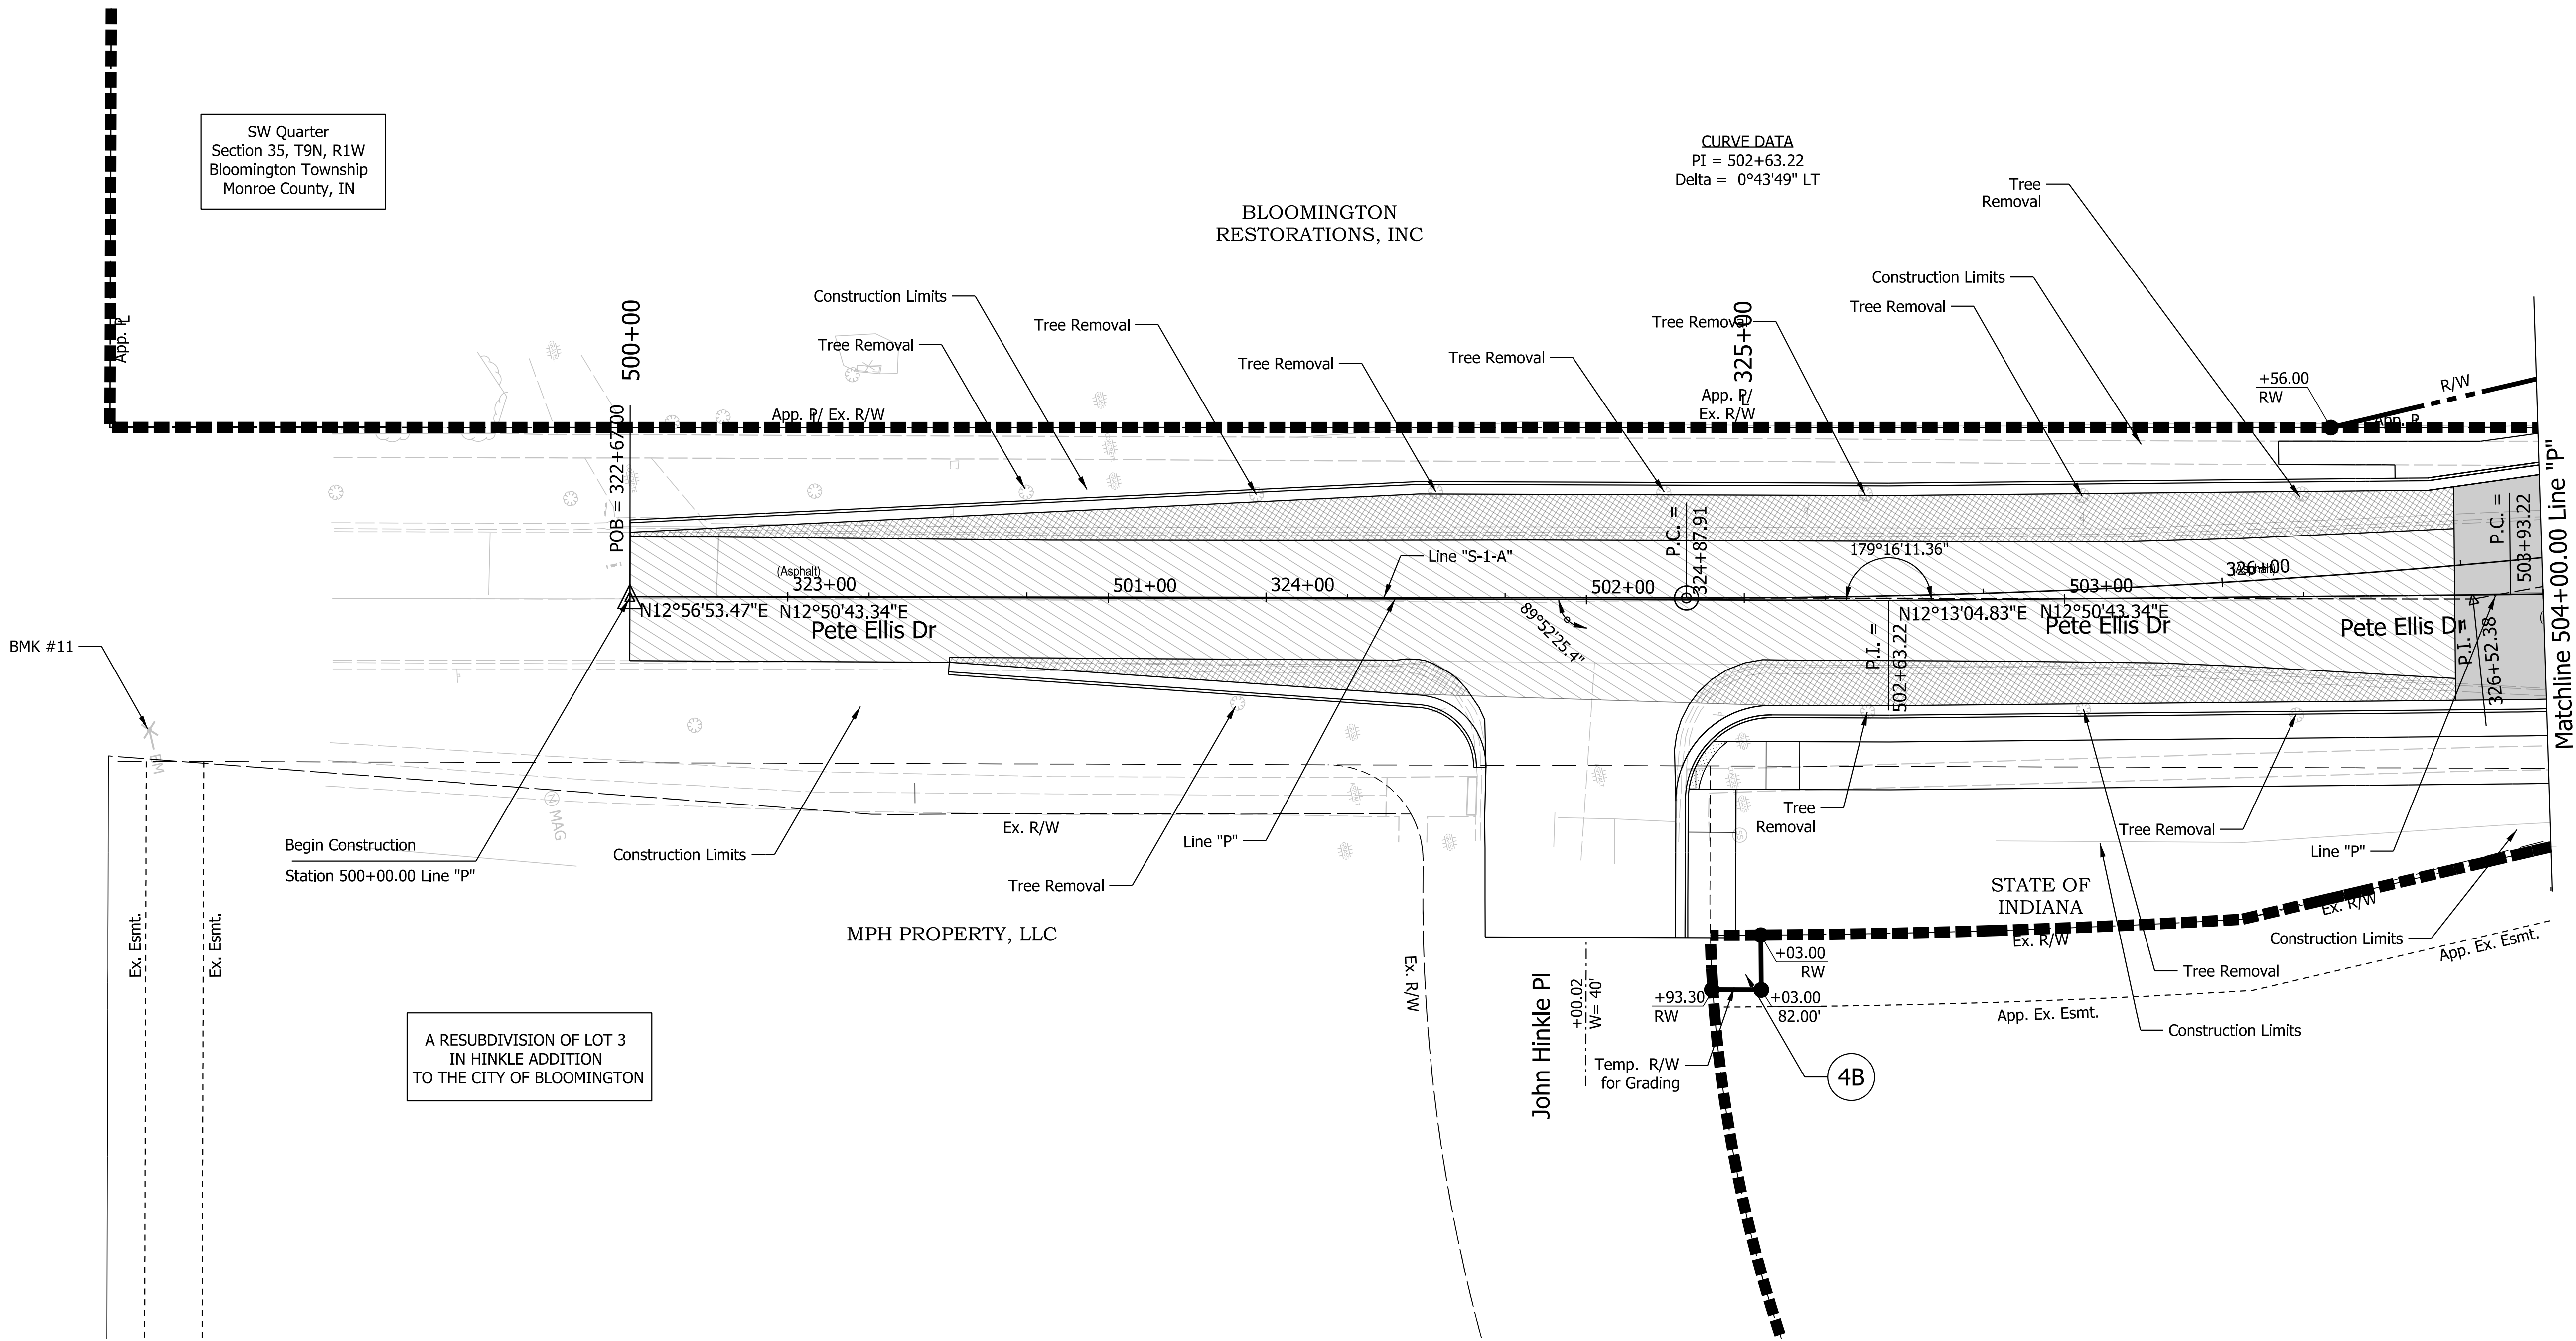 SW Quarter
Section 35, T9N, R1W
Bloomington Township
Monroe County, IN
CURVE DATA
PI = 502+63.22
Delta = 0°43'49" LT
BLOOMINGTON
RESTORATIONS, INC
Tree
Removal
Construction Limits
Construction Limits
Tree Removal
Tree Removal
Tree Removal
Tree Removal
Tree Removal
Tree Removal
500+00
325+00
App. PL
App. PL/ Ex. R/W
App. PL/
Ex. R/W
+56.00
RW
R/W
POB = 322+67.00
P.C. =
324+87.91
179°16'11.36"
P.C. =
503+93.22
Matchline 504+00.00 Line "P"
Line "S-1-A"
(Asphalt)
323+00
501+00
324+00
502+00
503+00
326+00
(Asphalt)
N12°56'53.47"E
N12°50'43.34"E
N12°13'04.83"E
N12°50'43.34"E
Pete Ellis Dr
Pete Ellis Dr
Pete Ellis Dr
89°52'25.4"
P.I. =
502+63.22
P.I. =
326+52.38
BMK #11
BM
MAG
Begin Construction
Station 500+00.00 Line "P"
Construction Limits
Ex. R/W
Tree Removal
Line "P"
Tree
Removal
Tree Removal
Line "P"
STATE OF
INDIANA
Ex. R/W
Ex. R/W
Construction Limits
App. Ex. Esmt.
Tree Removal
App. Ex. Esmt.
Construction Limits
MPH PROPERTY, LLC
Ex. Esmt.
Ex. Esmt.
Ex. R/W
John Hinkle Pl
+00.02
W= 40'
+03.00
RW
+93.30
RW
+03.00
82.00'
Temp. R/W
for Grading
4B
A RESUBDIVISION OF LOT 3
IN HINKLE ADDITION
TO THE CITY OF BLOOMINGTON